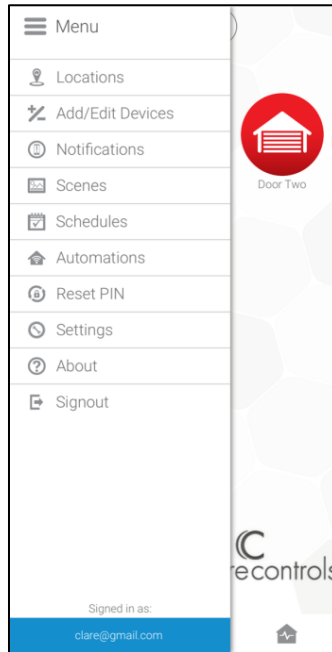 Menu
Locations
Add/Edit Devices
Notifications
Scenes
Schedules
Automations
Reset PIN
Settings
About
Signout
Door Two
econtrols
Signed in as:
clare@gmail.com